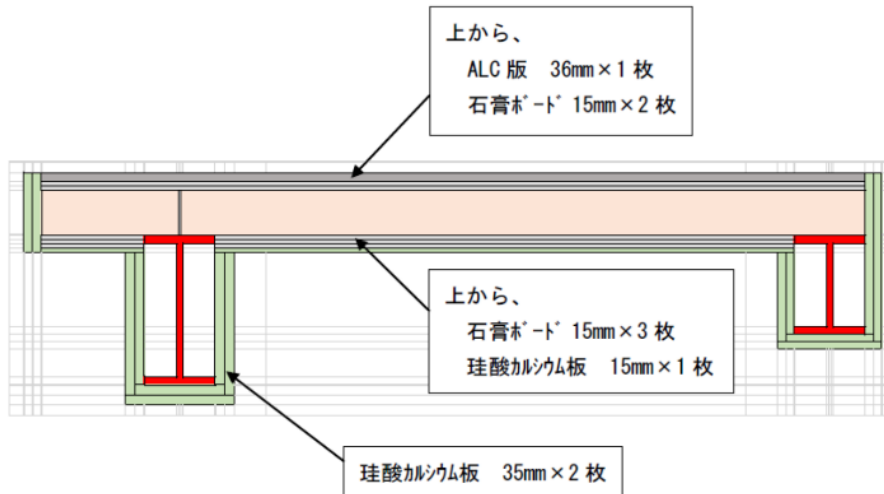 上から、
ALC 版　36mm×1 枚
石膏ﾎﾞｰﾄﾞ 15mm×2 枚
上から、
石膏ﾎﾞｰﾄﾞ 15mm×3 枚
珪酸ｶﾙｼｳﾑ板　15mm×1 枚
珪酸ｶﾙｼｳﾑ板　35mm×2 枚